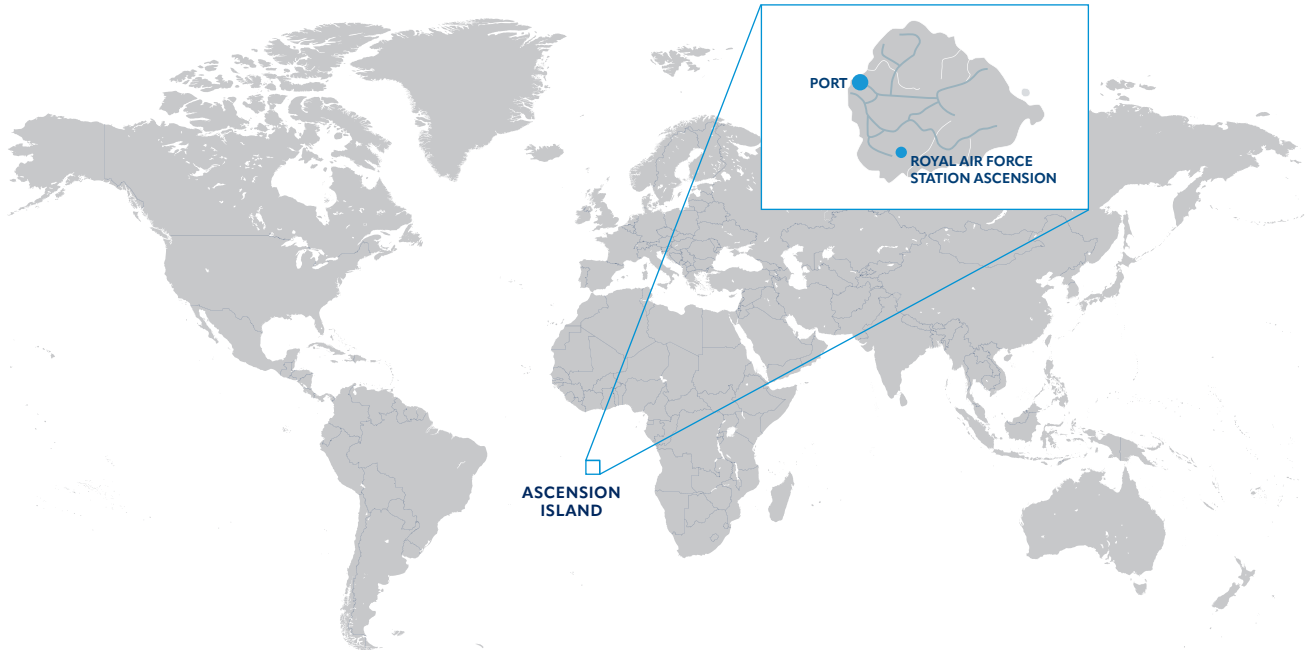 PORT
ROYAL AIR FORCE
STATION ASCENSION
ASCENSION
ISLAND